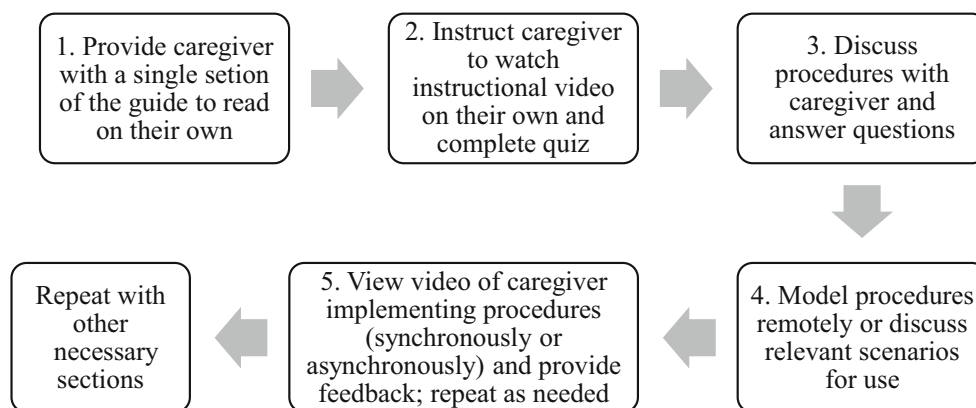 1. Provide caregiver
with a single setion
of the guide to read
on their own
2. Instruct caregiver
to watch
instructional video
on their own and
complete quiz
3. Discuss
procedures with
caregiver and
answer questions
4. Model procedures
remotely or discuss
relevant scenarios
for use
5. View video of caregiver
implementing procedures
(synchronously or
asynchronously) and provide
feedback; repeat as needed
Repeat with
other
necessary
sections